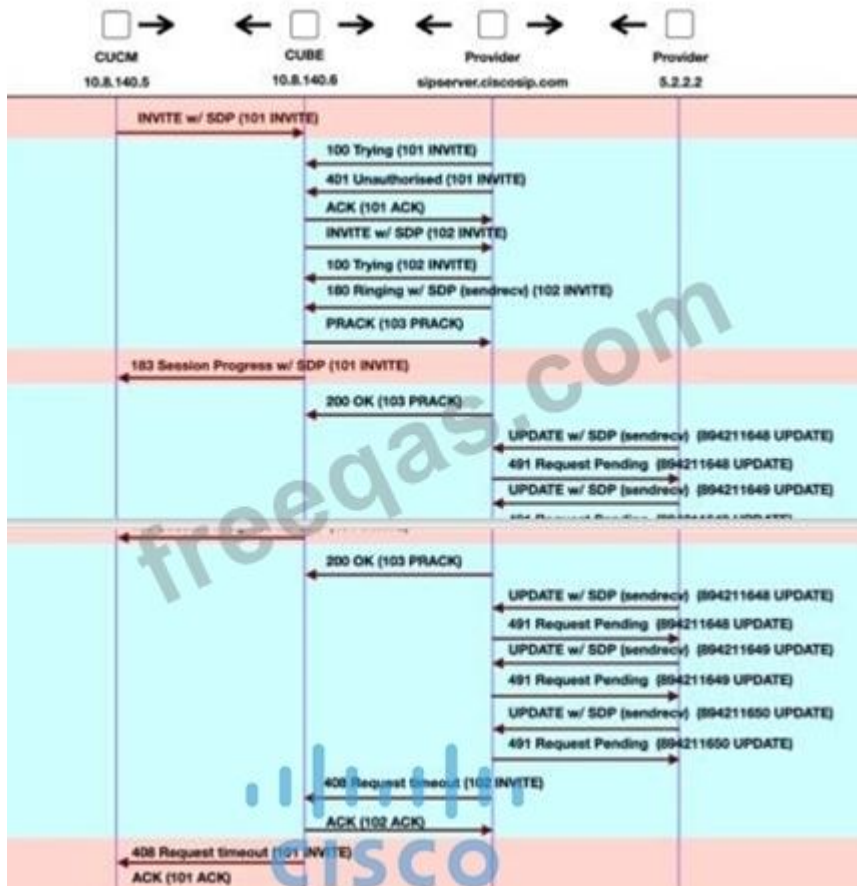 CUCM
10.8.140.5
CUBE
10.8.140.6
Provider
sipserver.ciscosip.com
Provider
5.2.2.2
INVITE w/ SDP (101 INVITE)
100 Trying (101 INVITE)
401 Unauthorised (101 INVITE)
ACK (101 ACK)
INVITE w/ SDP (102 INVITE)
100 Trying (102 INVITE)
180 Ringing w/ SDP (sendrecv) (102 INVITE)
PRACK (103 PRACK)
183 Session Progress w/ SDP (101 INVITE)
200 OK (103 PRACK)
UPDATE w/ SDP (sendrecv) (894211648 UPDATE)
491 Request Pending (894211648 UPDATE)
UPDATE w/ SDP (sendrecv) (894211649 UPDATE)
freeqas.com
200 OK (103 PRACK)
UPDATE w/ SDP (sendrecv) (894211648 UPDATE)
491 Request Pending (894211648 UPDATE)
UPDATE w/ SDP (sendrecv) (894211649 UPDATE)
491 Request Pending (894211649 UPDATE)
UPDATE w/ SDP (sendrecv) (894211650 UPDATE)
491 Request Pending (894211650 UPDATE)
408 Request timeout (102 INVITE)
ACK (102 ACK)
408 Request timeout (101 INVITE)
CISCO
ACK (101 ACK)